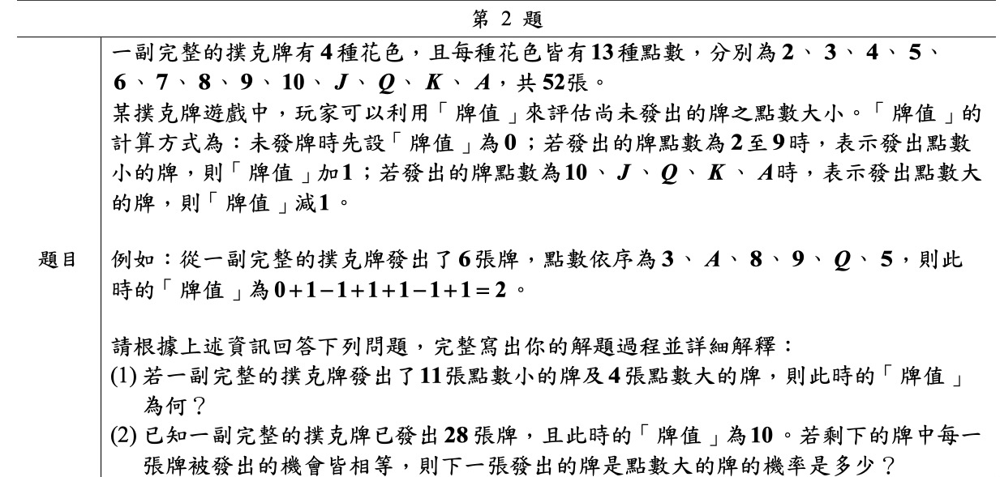 第 2 題
一副完整的撲克牌有 4 種花色,且每種花色皆有 13 種點數,分別為 2、3、4、5、
6、7、8、9、10、J、Q、K、A,共 52 張。
某撲克牌遊戲中,玩家可以利用「牌值」來評估尚未發出的牌之點數大小。「牌值」的
計算方式為:未發牌時先設「牌值」為 0;若發出的牌點數為 2 至 9 時,表示發出點數
小的牌,則「牌值」加 1;若發出的牌點數為 10、J、Q、K、A 時,表示發出點數大
的牌,則「牌值」減 1。
題目
例如:從一副完整的撲克牌發出了 6 張牌,點數依序為 3、A、8、9、Q、5,則此
時的「牌值」為 0+1−1+1+1−1+1=2。
請根據上述資訊回答下列問題,完整寫出你的解題過程並詳細解釋:
(1) 若一副完整的撲克牌發出了 11 張點數小的牌及 4 張點數大的牌,則此時的「牌值」
為何?
(2) 已知一副完整的撲克牌已發出 28 張牌,且此時的「牌值」為 10。若剩下的牌中每一
張牌被發出的機會皆相等,則下一張發出的牌是點數大的牌的機率是多少?